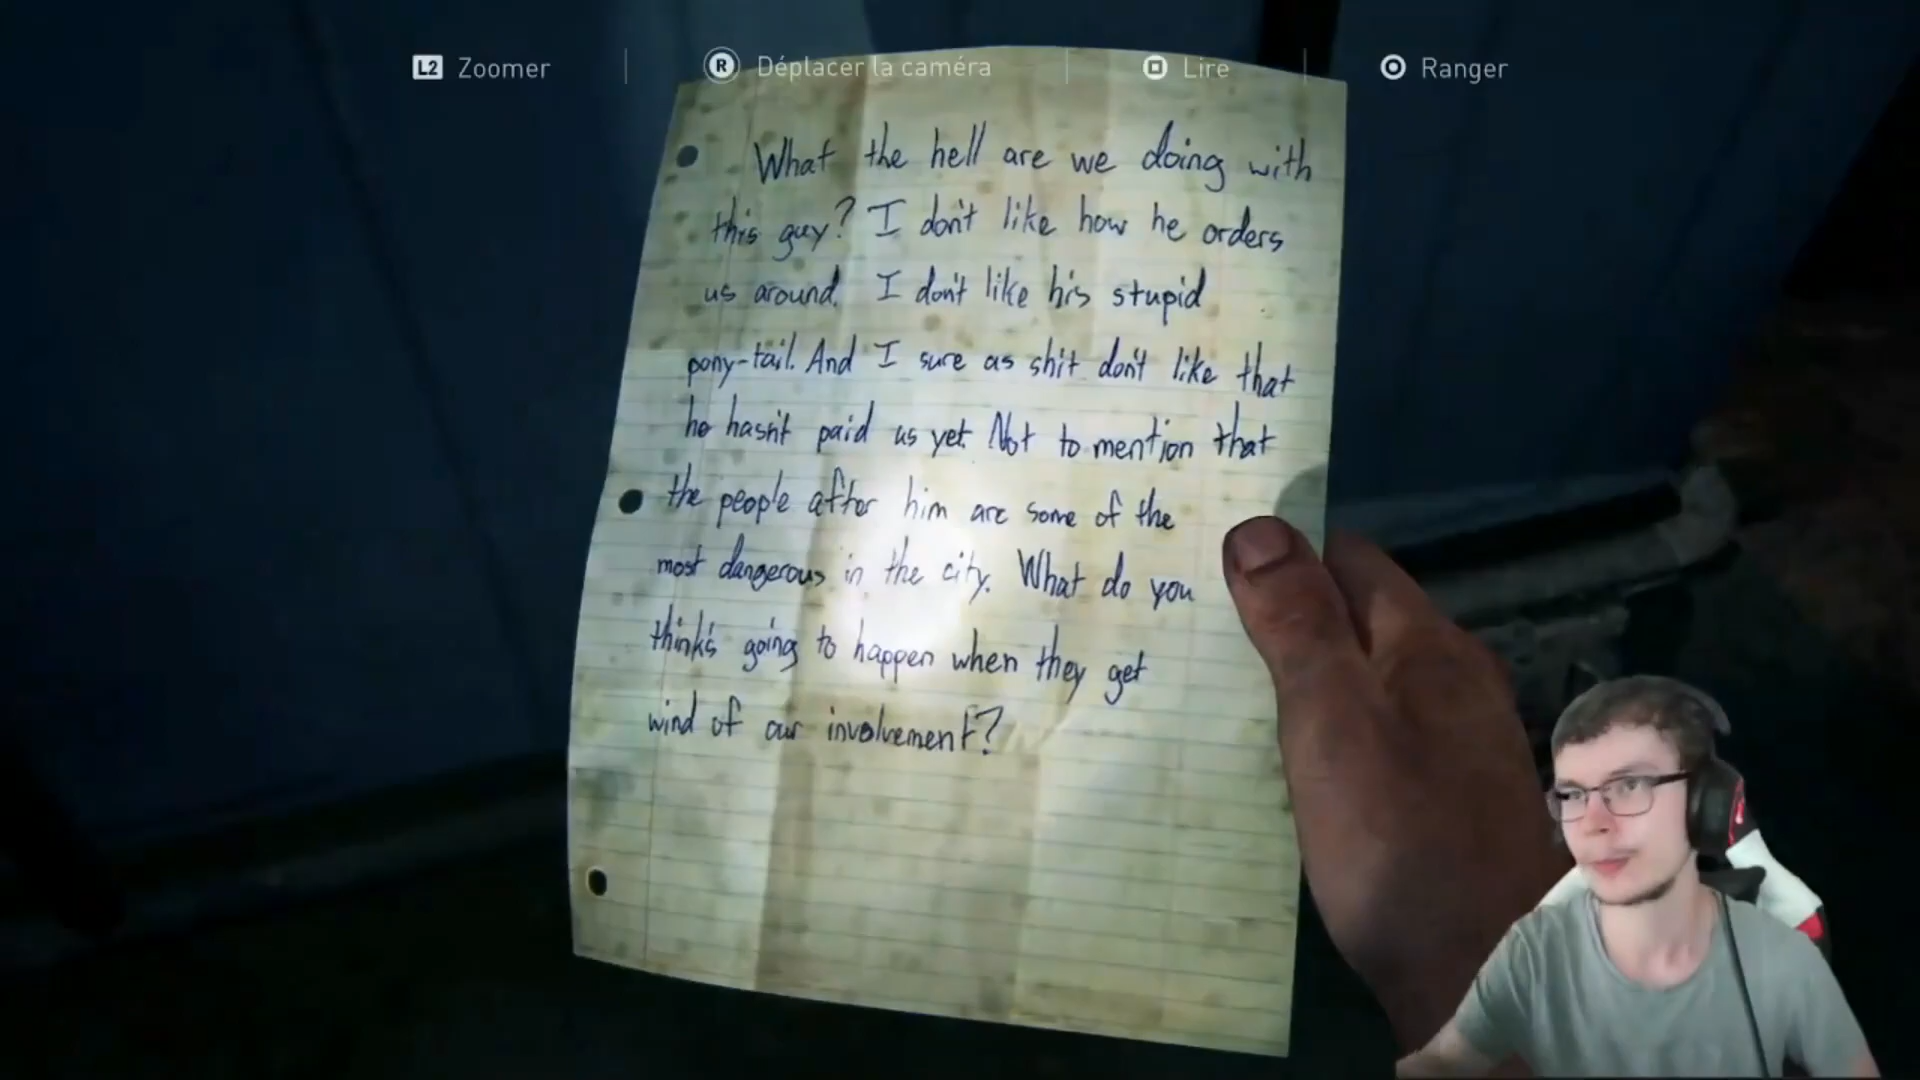 L2 Zoomer R Déplacer la caméra Lire Ranger
What the hell are we doing with
this guy? I don't like how he orders
us around. I don't like his stupid
pony-tail. And I sure as shit don't like that
he hasn't paid us yet. Not to mention that
the people after him are some of the
most dangerous in the city. What do you
think's going to happen when they get
wind of our involvement?